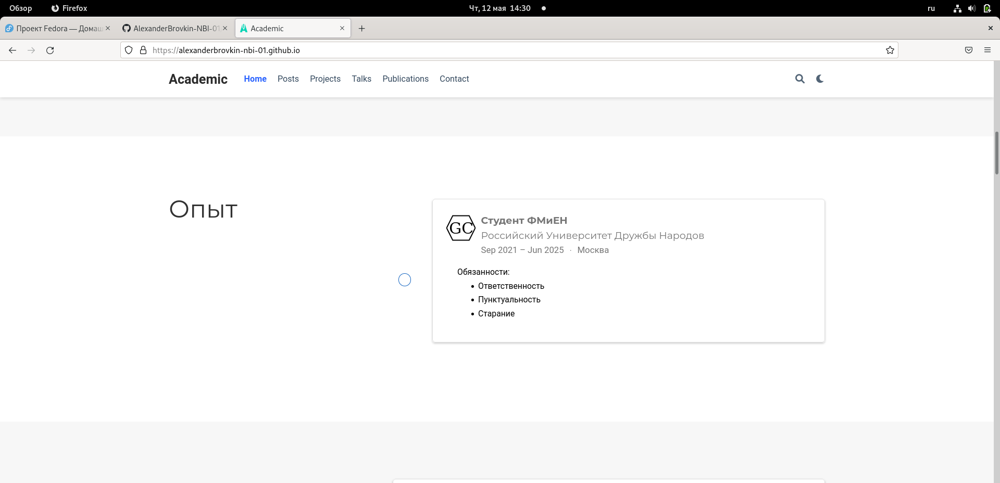 Обзор Firefox Чт, 12 мая 14:30 ru
Проект Fedora — Домаш AlexanderBrovkin-NBI-01 Academic
https://alexanderbrovkin-nbi-01.github.io
Academic Home Posts Projects Talks Publications Contact
Опыт
GC
Студент ФМиЕН
Российский Университет Дружбы Народов
Sep 2021 – Jun 2025 · Москва
Обязанности:
• Ответственность
• Пунктуальность
• Старание